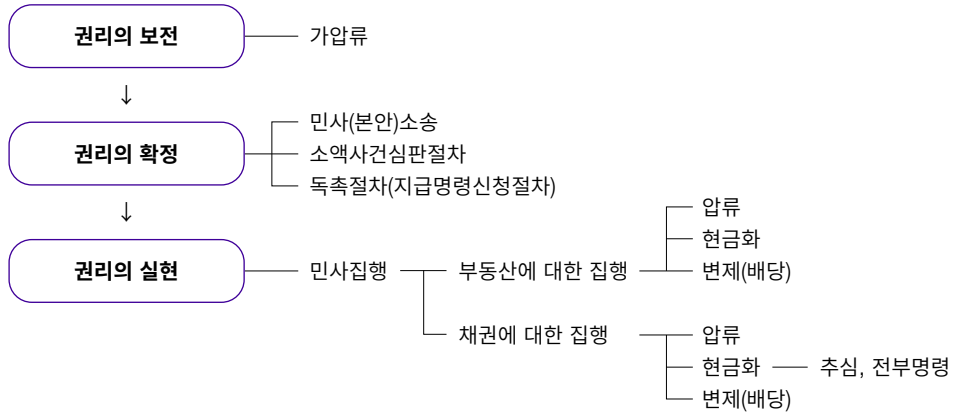 권리의 보전
가압류
↓
권리의 확정
민사(본안)소송
소액사건심판절차
독촉절차(지급명령신청절차)
↓
권리의 실현
민사집행
부동산에 대한 집행
압류
현금화
변제(배당)
채권에 대한 집행
압류
현금화
추심, 전부명령
변제(배당)